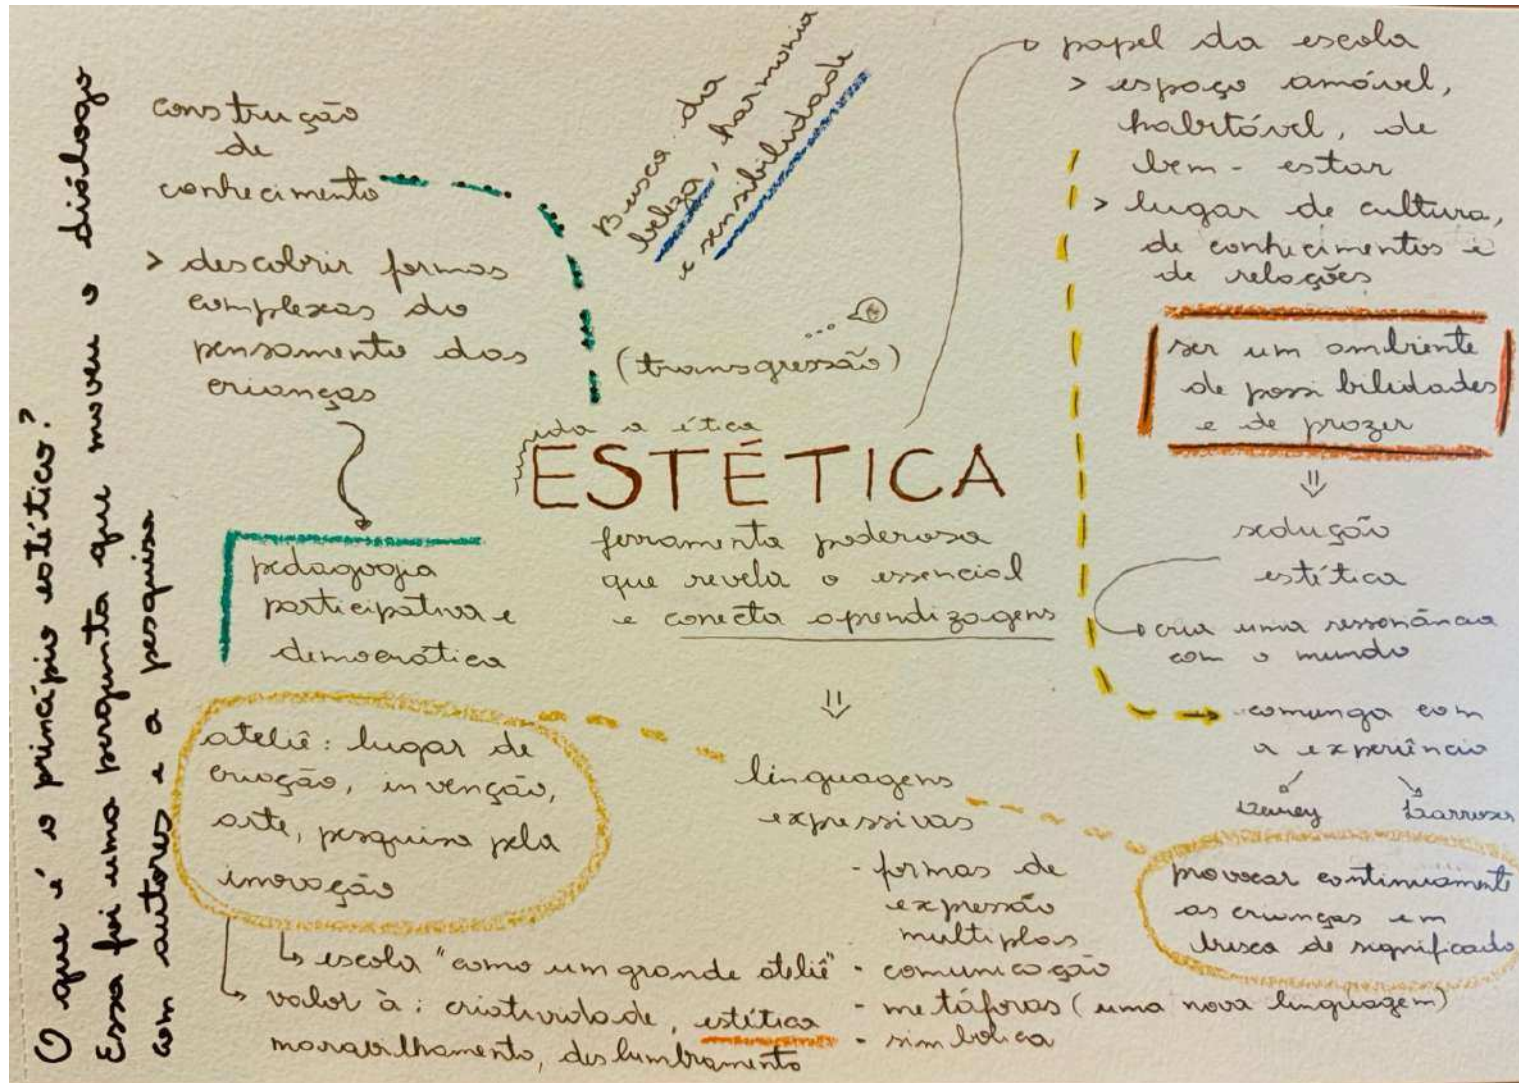 O que é o princípio estético?
Essa foi uma pergunta que moveu o diálogo
com autores e a pesquisa
construção
de
conhecimento
> descobrir formas
complexas do
pensamento das
crianças
pedagogia
participativa e
democrática
Busca da
beleza, harmonia
e sensibilidade
(transgressão)
unida a ética
ESTÉTICA
ferramenta poderosa
que revela o essencial
e conecta aprendizagens
papel da escola
> espaço amável,
habitável, de
bem-estar
> lugar de cultura,
de conhecimentos e
de relações
ser um ambiente
de possibilidades
e de prazer
sedução
estética
cria uma ressonância
com o mundo
comunga com
a experiência
Dewey
Larrosa
ateliê: lugar de
criação, invenção,
arte, pesquisa pela
inovação
escola "como um grande ateliê"
valor à: criatividade, estética
maravilhamento, deslumbramento
linguagens
expressivas
- formas de
expressão
multiplas
- comunicação
- metáforas (uma nova linguagem)
- simbolica
provocar continuamente
as crianças em
busca de significado